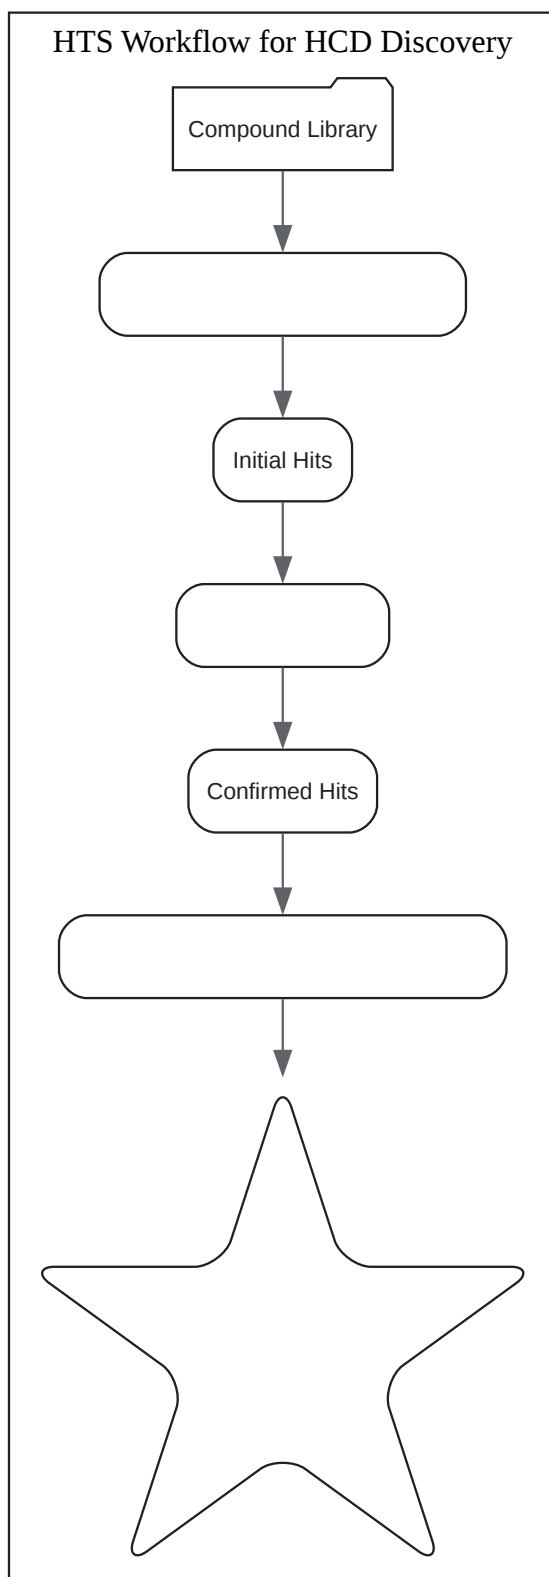 HTS Workflow for HCD Discovery
Compound Library
Initial Hits
Confirmed Hits